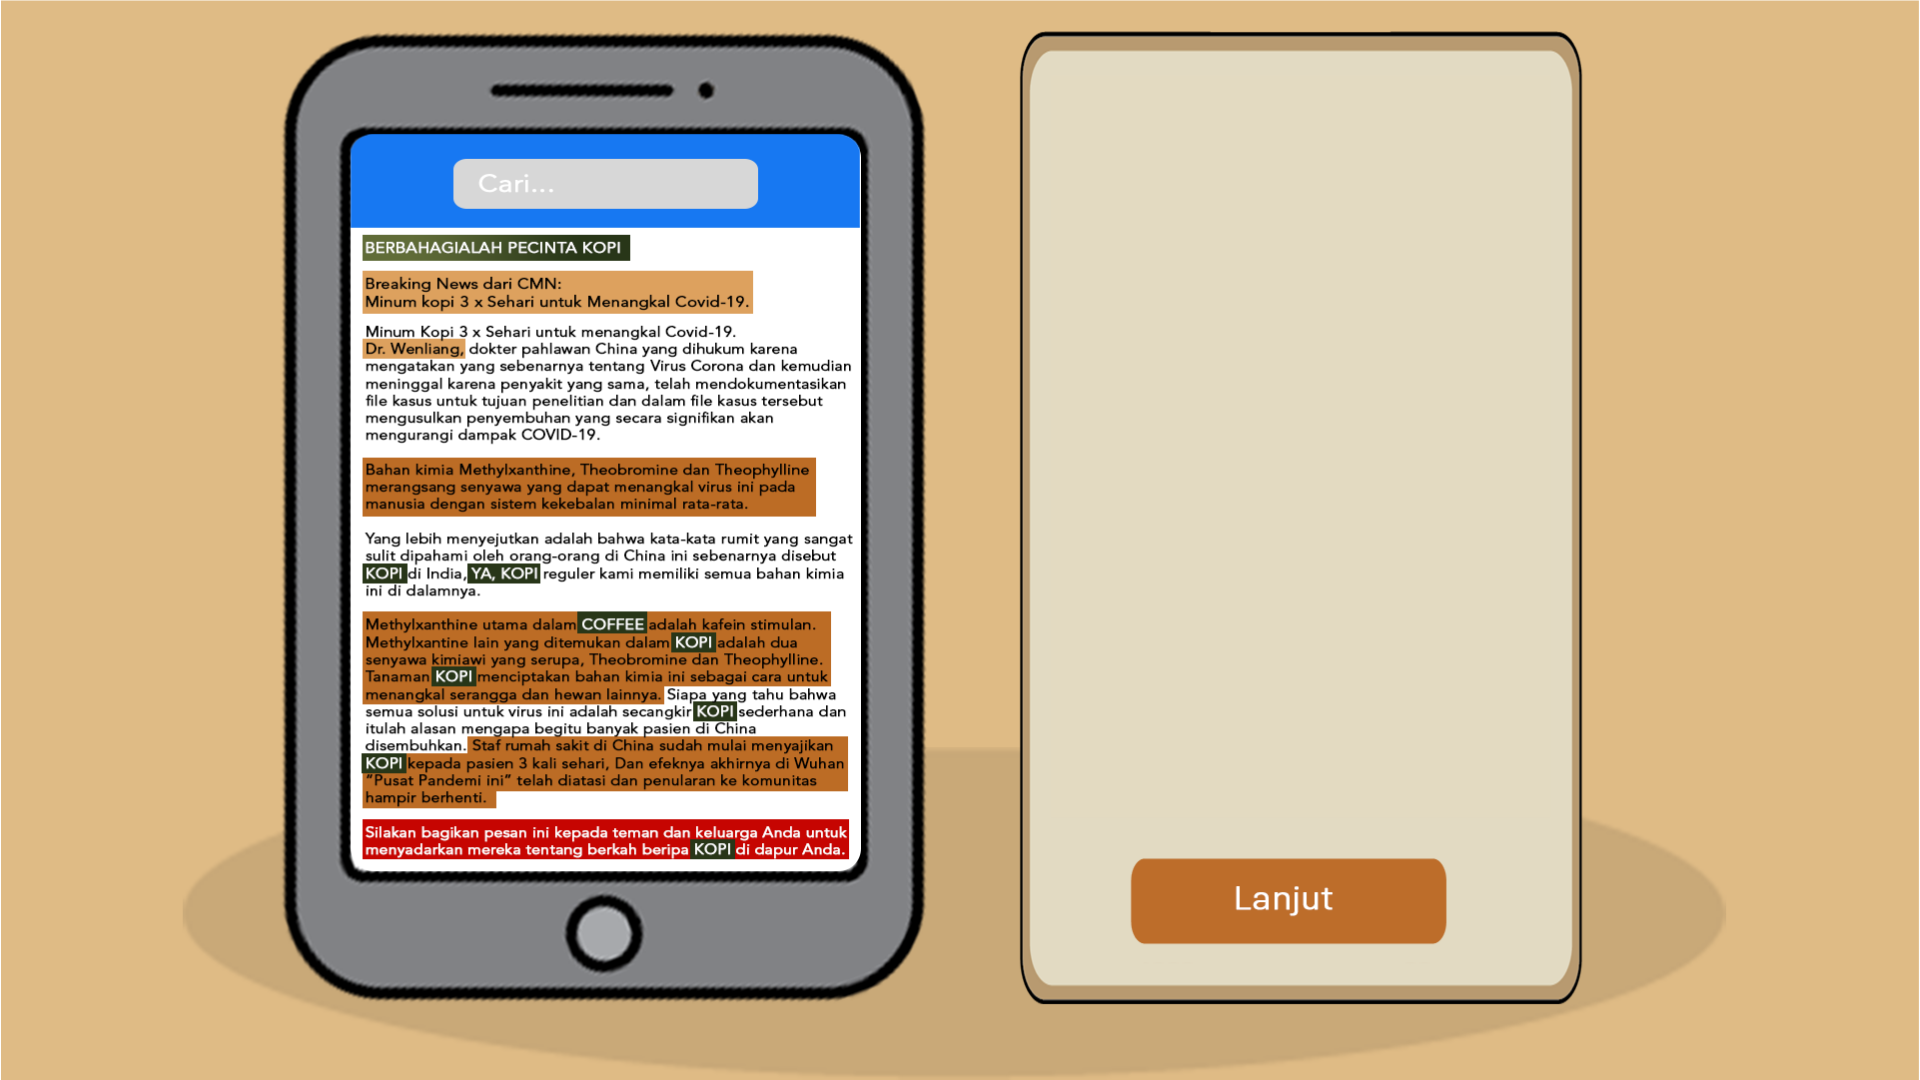 Cari...
BERBAHAGIALAH PECINTA KOPI
Breaking News dari CMN:
Minum kopi 3 x Sehari untuk Menangkal Covid-19.
Minum Kopi 3 x Sehari untuk menangkal Covid-19.
Dr. Wenliang, dokter pahlawan China yang dihukum karena
mengatakan yang sebenarnya tentang Virus Corona dan kemudian
meninggal karena penyakit yang sama, telah mendokumentasikan
file kasus untuk tujuan penelitian dan dalam file kasus tersebut
mengusulkan penyembuhan yang secara signifikan akan
mengurangi dampak COVID-19.
Bahan kimia Methylxanthine, Theobromine dan Theophylline
merangsang senyawa yang dapat menangkal virus ini pada
manusia dengan sistem kekebalan minimal rata-rata.
Yang lebih menyejutkan adalah bahwa kata-kata rumit yang sangat
sulit dipahami oleh orang-orang di China ini sebenarnya disebut
KOPI di India, YA, KOPI reguler kami memiliki semua bahan kimia
ini di dalamnya.
Methylxanthine utama dalam COFFEE adalah kafein stimulan.
Methylxantine lain yang ditemukan dalam KOPI adalah dua
senyawa kimiawi yang serupa, Theobromine dan Theophylline.
Tanaman KOPI menciptakan bahan kimia ini sebagai cara untuk
menangkal serangga dan hewan lainnya. Siapa yang tahu bahwa
semua solusi untuk virus ini adalah secangkir KOPI sederhana dan
itulah alasan mengapa begitu banyak pasien di China
disembuhkan. Staf rumah sakit di China sudah mulai menyajikan
KOPI kepada pasien 3 kali sehari, Dan efeknya akhirnya di Wuhan
“Pusat Pandemi ini” telah diatasi dan penularan ke komunitas
hampir berhenti.
Silakan bagikan pesan ini kepada teman dan keluarga Anda untuk
menyadarkan mereka tentang berkah beripa KOPI di dapur Anda.
Lanjut